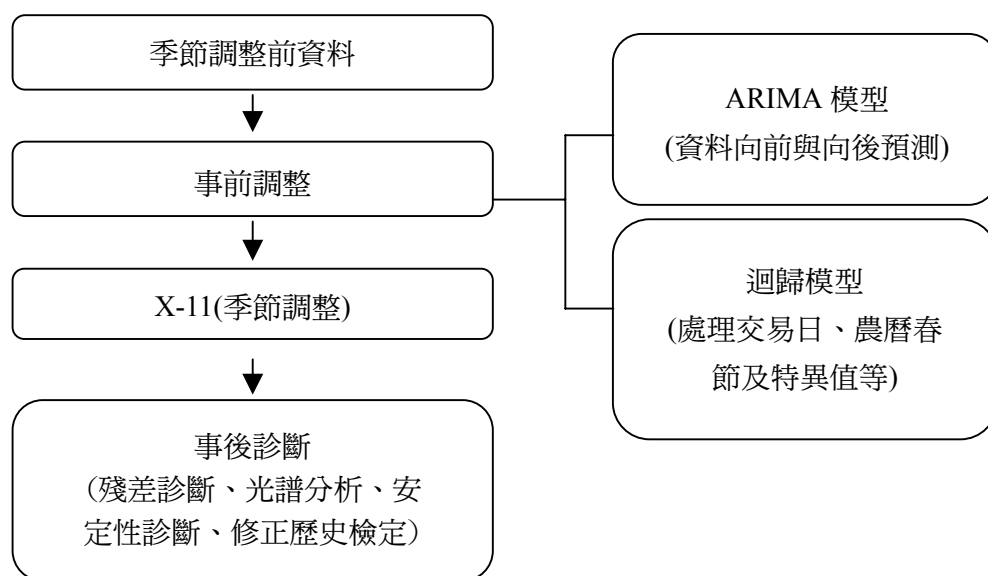 季節調整前資料
事前調整
X-11(季節調整)
事後診斷
(殘差診斷、光譜分析、安
定性診斷、修正歷史檢定)
ARIMA 模型
(資料向前與向後預測)
迴歸模型
(處理交易日、農曆春
節及特異值等)